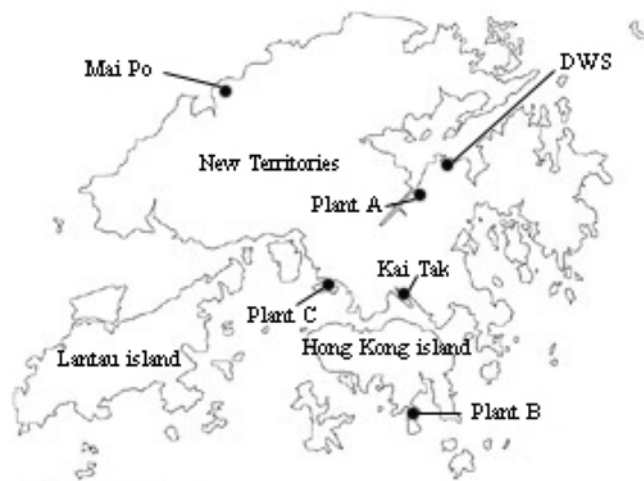 Mai Po
DWS
New Territories
Plant A
Kai Tak
Plant C
Hong Kong island
Lantau island
Plant B